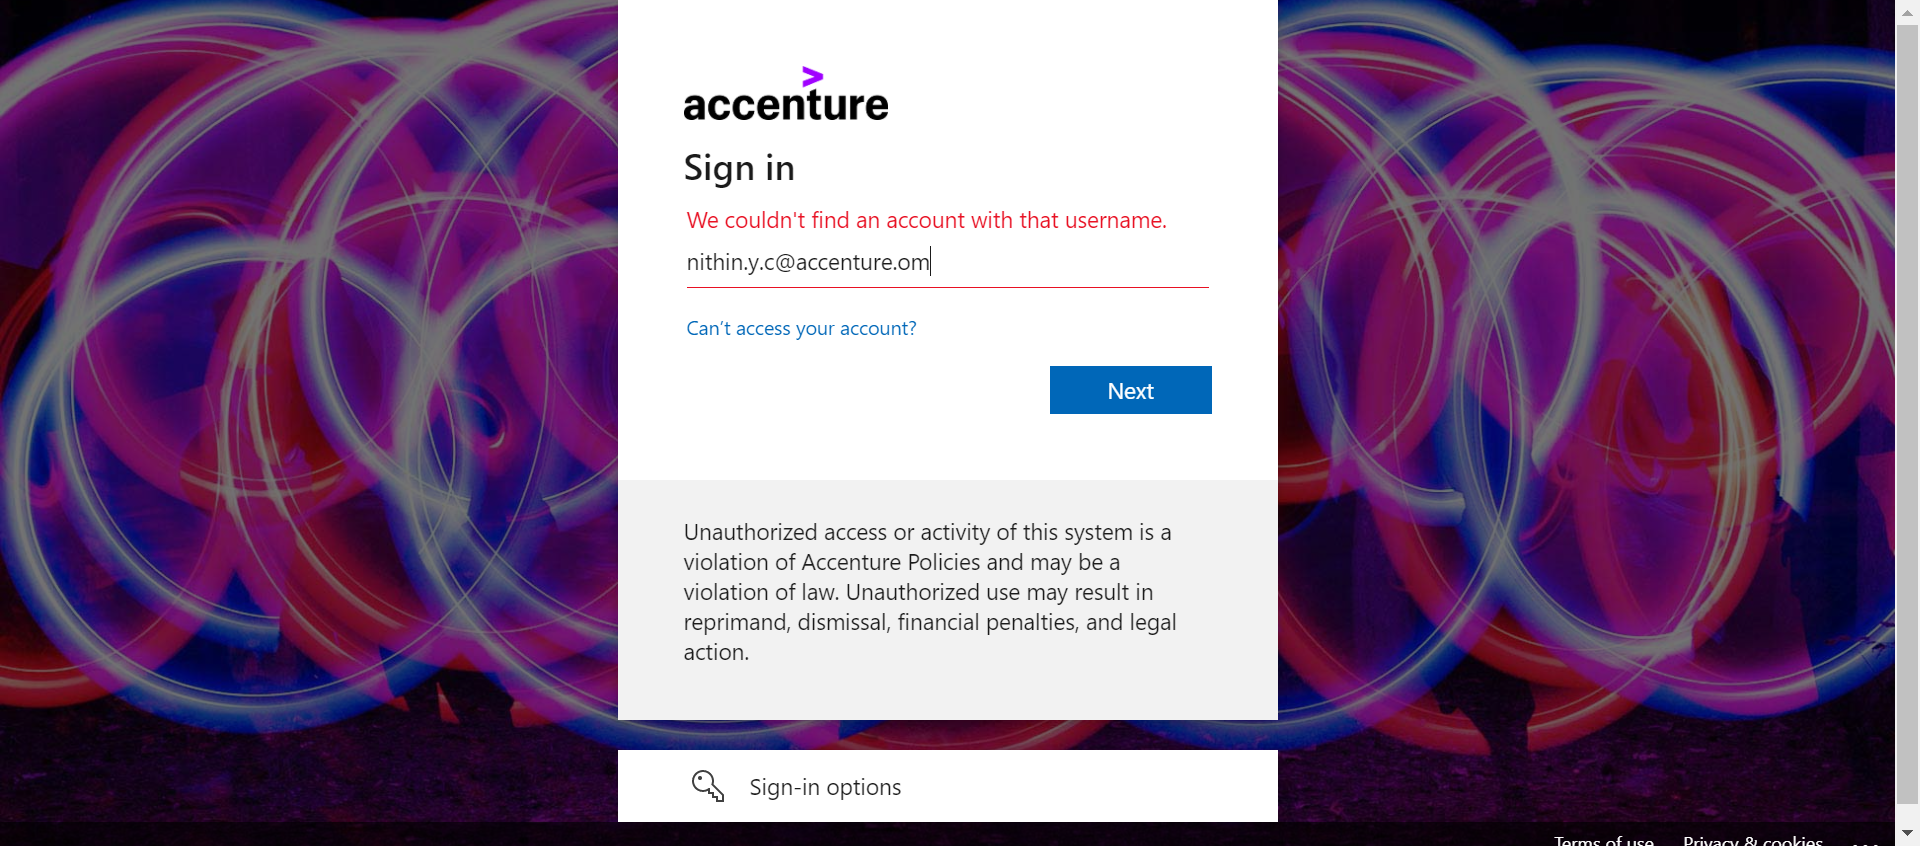 accenture
Sign in
We couldn't find an account with that username.
nithin.y.c@accenture.om
Can’t access your account?
Next
Unauthorized access or activity of this system is a
violation of Accenture Policies and may be a
violation of law. Unauthorized use may result in
reprimand, dismissal, financial penalties, and legal
action.
Sign-in options
Terms of use Privacy & cookies ...